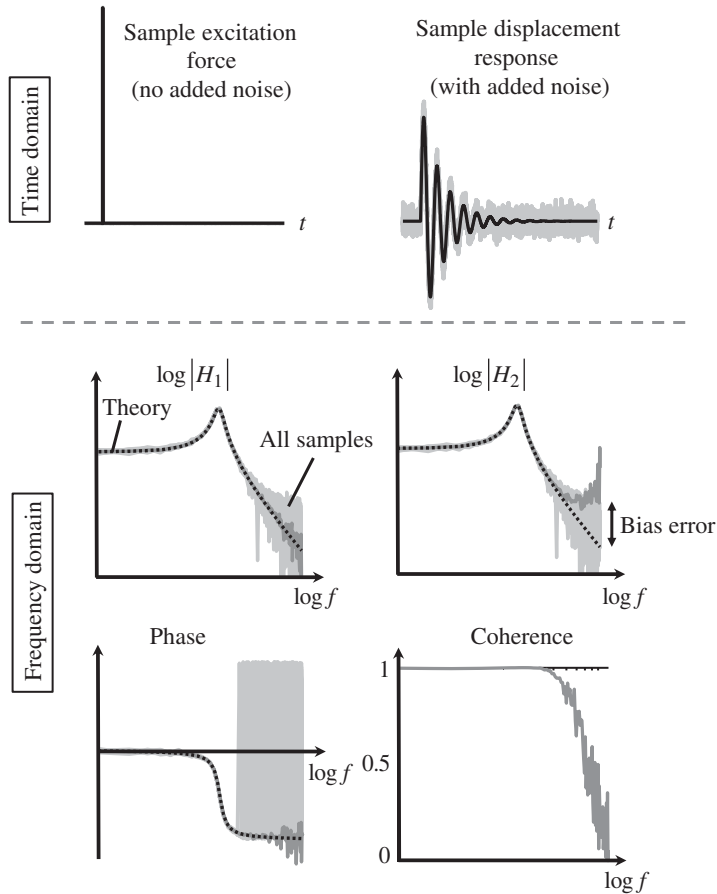 Time domain
Sample excitation
force
(no added noise)
t
Sample displacement
response
(with added noise)
t
Frequency domain
log|H₁|
Theory
All samples
log f
log|H₂|
Bias error
log f
Phase
log f
Coherence
1
0.5
0
log f